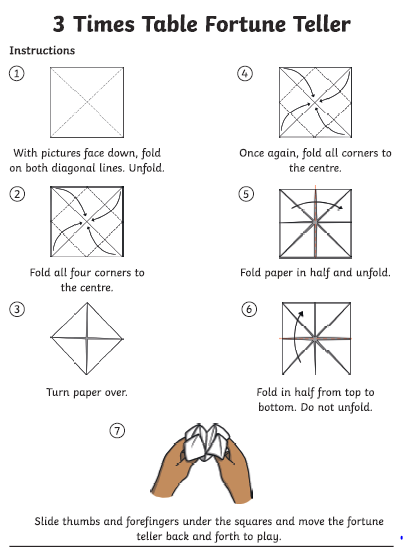 3 Times Table Fortune Teller
Instructions
1
With pictures face down, fold
on both diagonal lines. Unfold.
2
Fold all four corners to
the centre.
3
Turn paper over.
4
Once again, fold all corners to
the centre.
5
Fold paper in half and unfold.
6
Fold in half from top to
bottom. Do not unfold.
7
Slide thumbs and forefingers under the squares and move the fortune
teller back and forth to play.